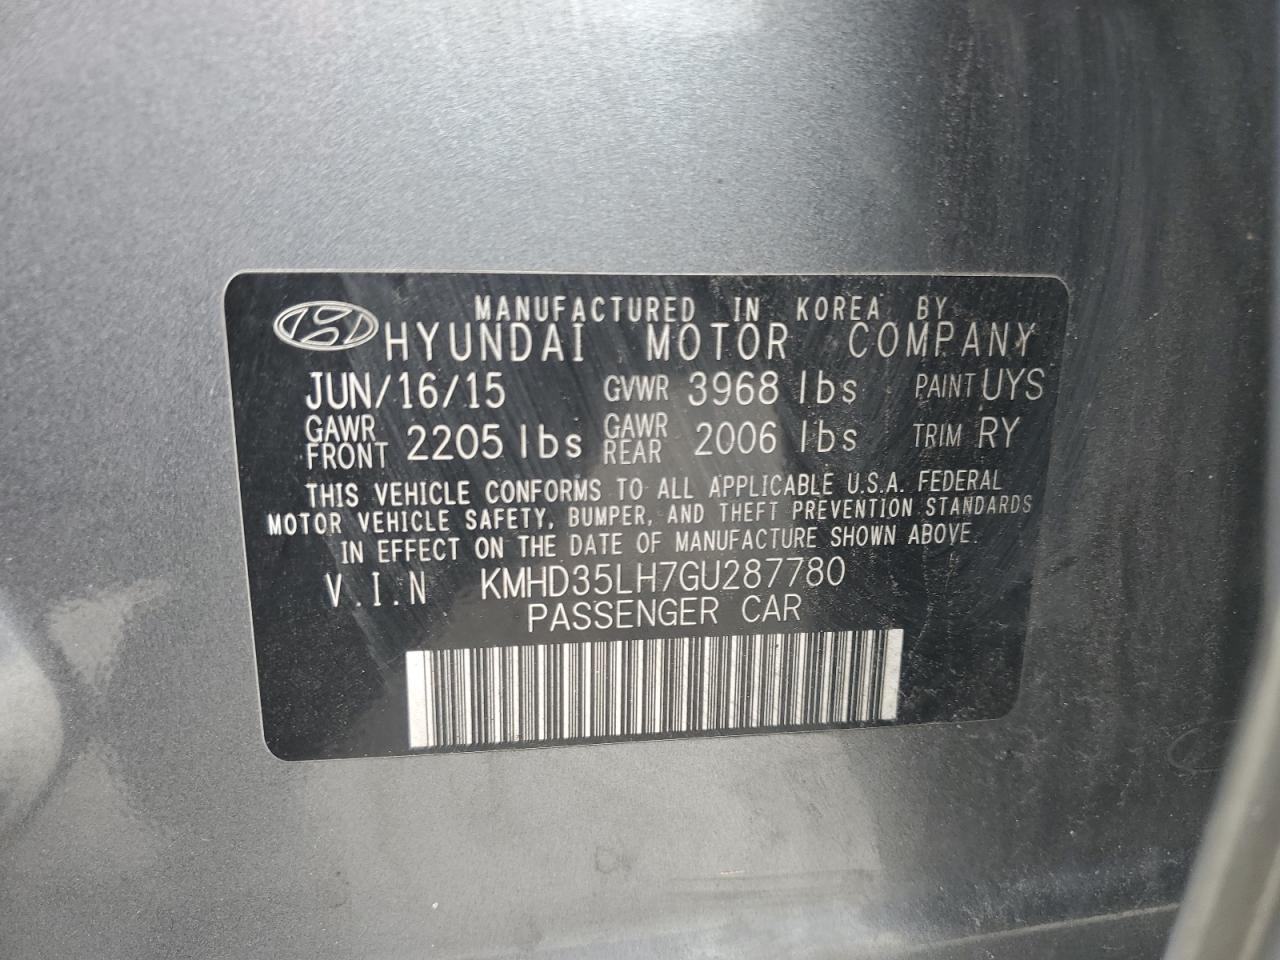 MANUFACTURED IN KOREA BY
HYUNDAI MOTOR COMPANY
JUN/16/15 GVWR 3968 lbs PAINT UYS
GAWR FRONT 2205 lbs GAWR REAR 2006 lbs TRIM RY
THIS VEHICLE CONFORMS TO ALL APPLICABLE U.S.A. FEDERAL
MOTOR VEHICLE SAFETY, BUMPER, AND THEFT PREVENTION STANDARDS
IN EFFECT ON THE DATE OF MANUFACTURE SHOWN ABOVE.
V.I.N KMHD35LH7GU287780
PASSENGER CAR